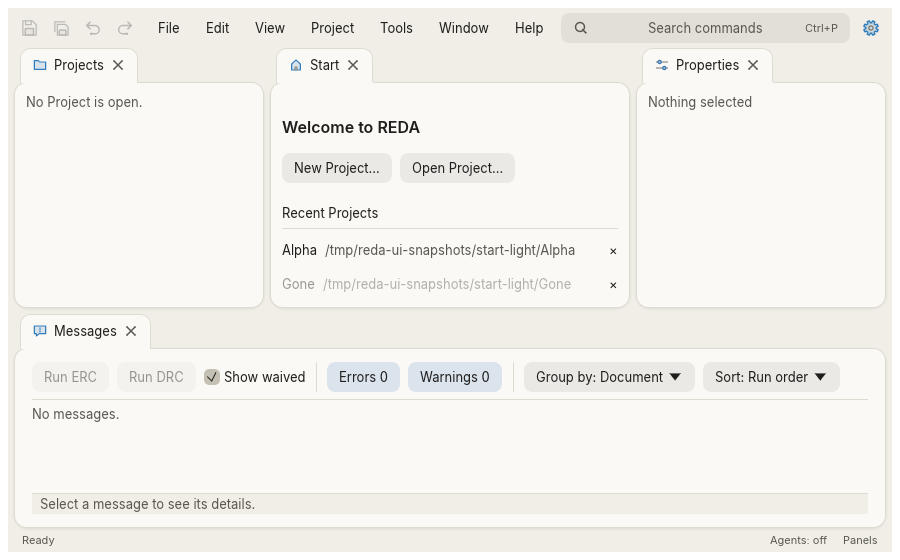 File Edit View Project Tools Window Help Search commands Ctrl+P
Projects
No Project is open.
Start
Welcome to REDA
New Project... Open Project...
Recent Projects
Alpha /tmp/reda-ui-snapshots/start-light/Alpha ×
Gone /tmp/reda-ui-snapshots/start-light/Gone ×
Properties
Nothing selected
Messages
Run ERC Run DRC Show waived Errors 0 Warnings 0 Group by: Document Sort: Run order
No messages.
Select a message to see its details.
Ready Agents: off Panels